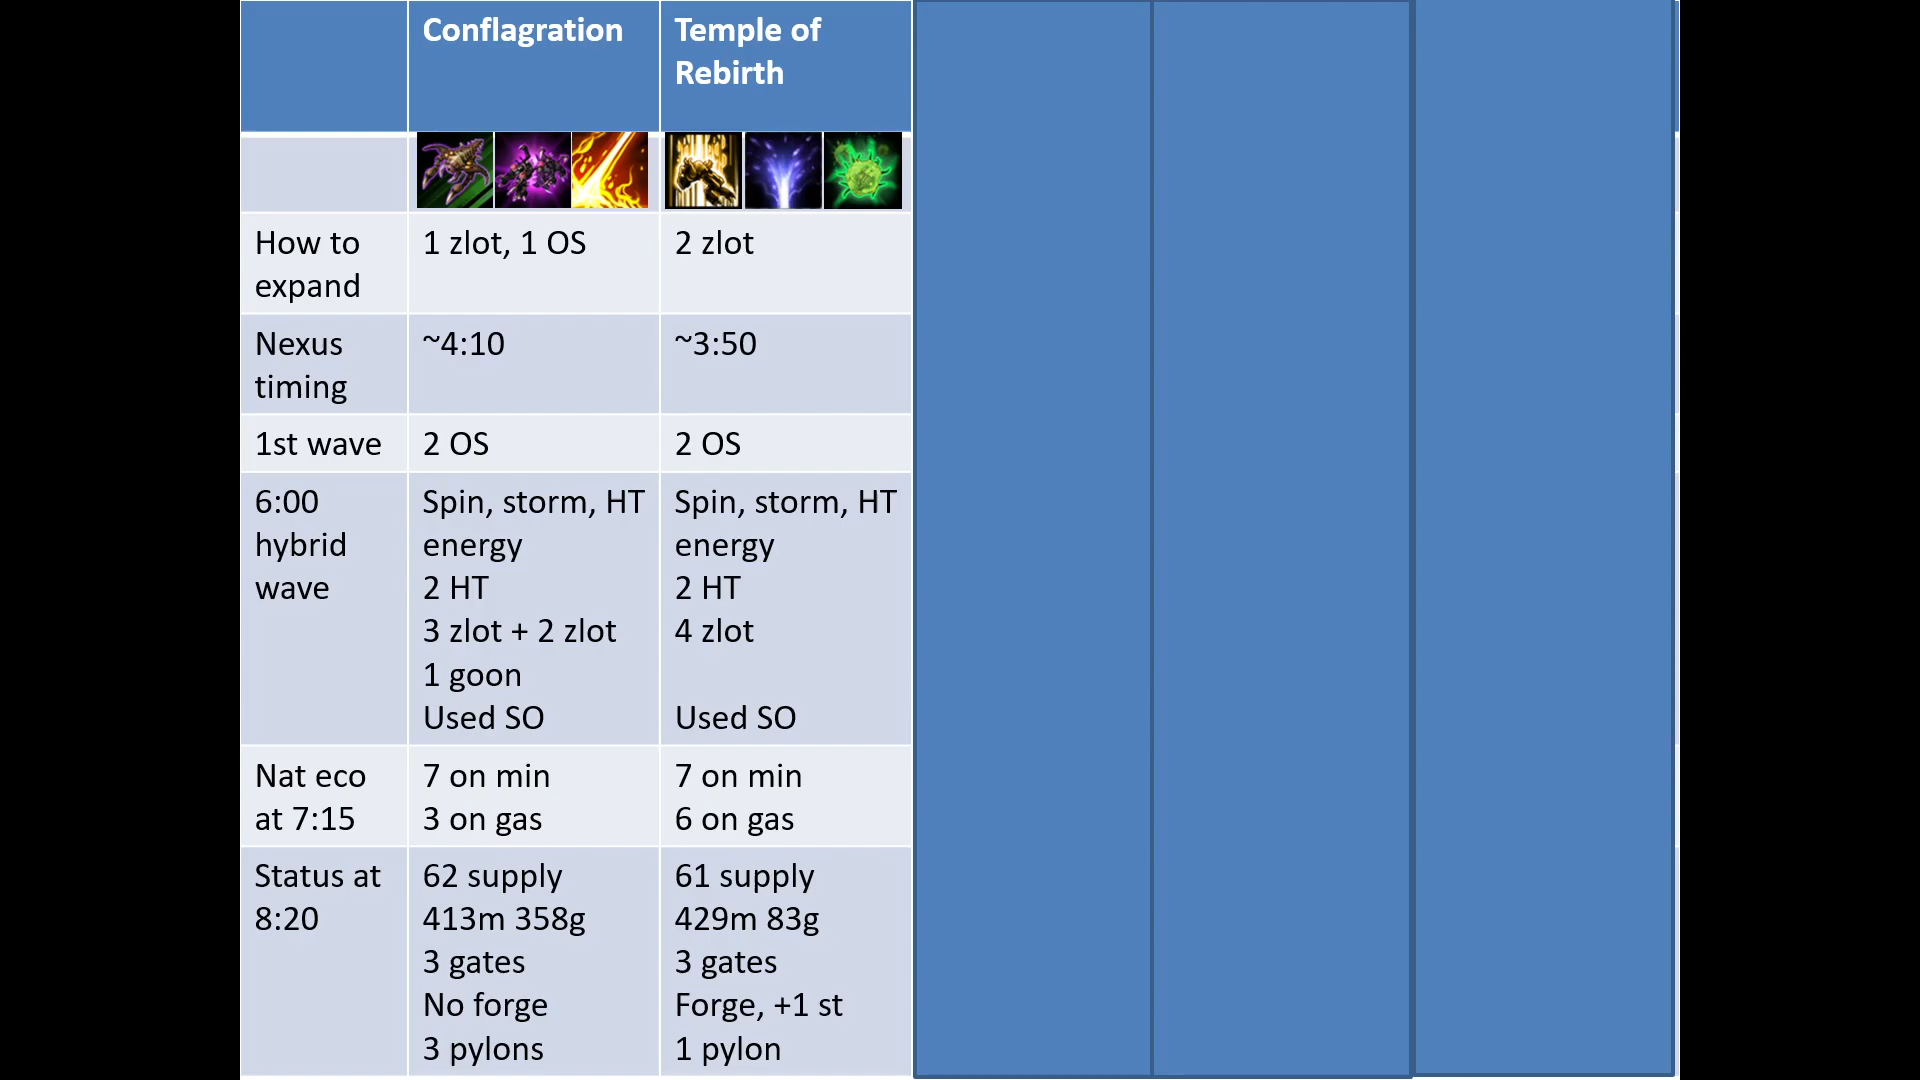 Conflagration
Temple of
Rebirth
How to
expand
1 zlot, 1 OS
2 zlot
Nexus
timing
~4:10
~3:50
1st wave
2 OS
2 OS
6:00
hybrid
wave
Spin, storm, HT
energy
2 HT
3 zlot + 2 zlot
1 goon
Used SO
Spin, storm, HT
energy
2 HT
4 zlot
Used SO
Nat eco
at 7:15
7 on min
3 on gas
7 on min
6 on gas
Status at
8:20
62 supply
413m 358g
3 gates
No forge
3 pylons
61 supply
429m 83g
3 gates
Forge, +1 st
1 pylon